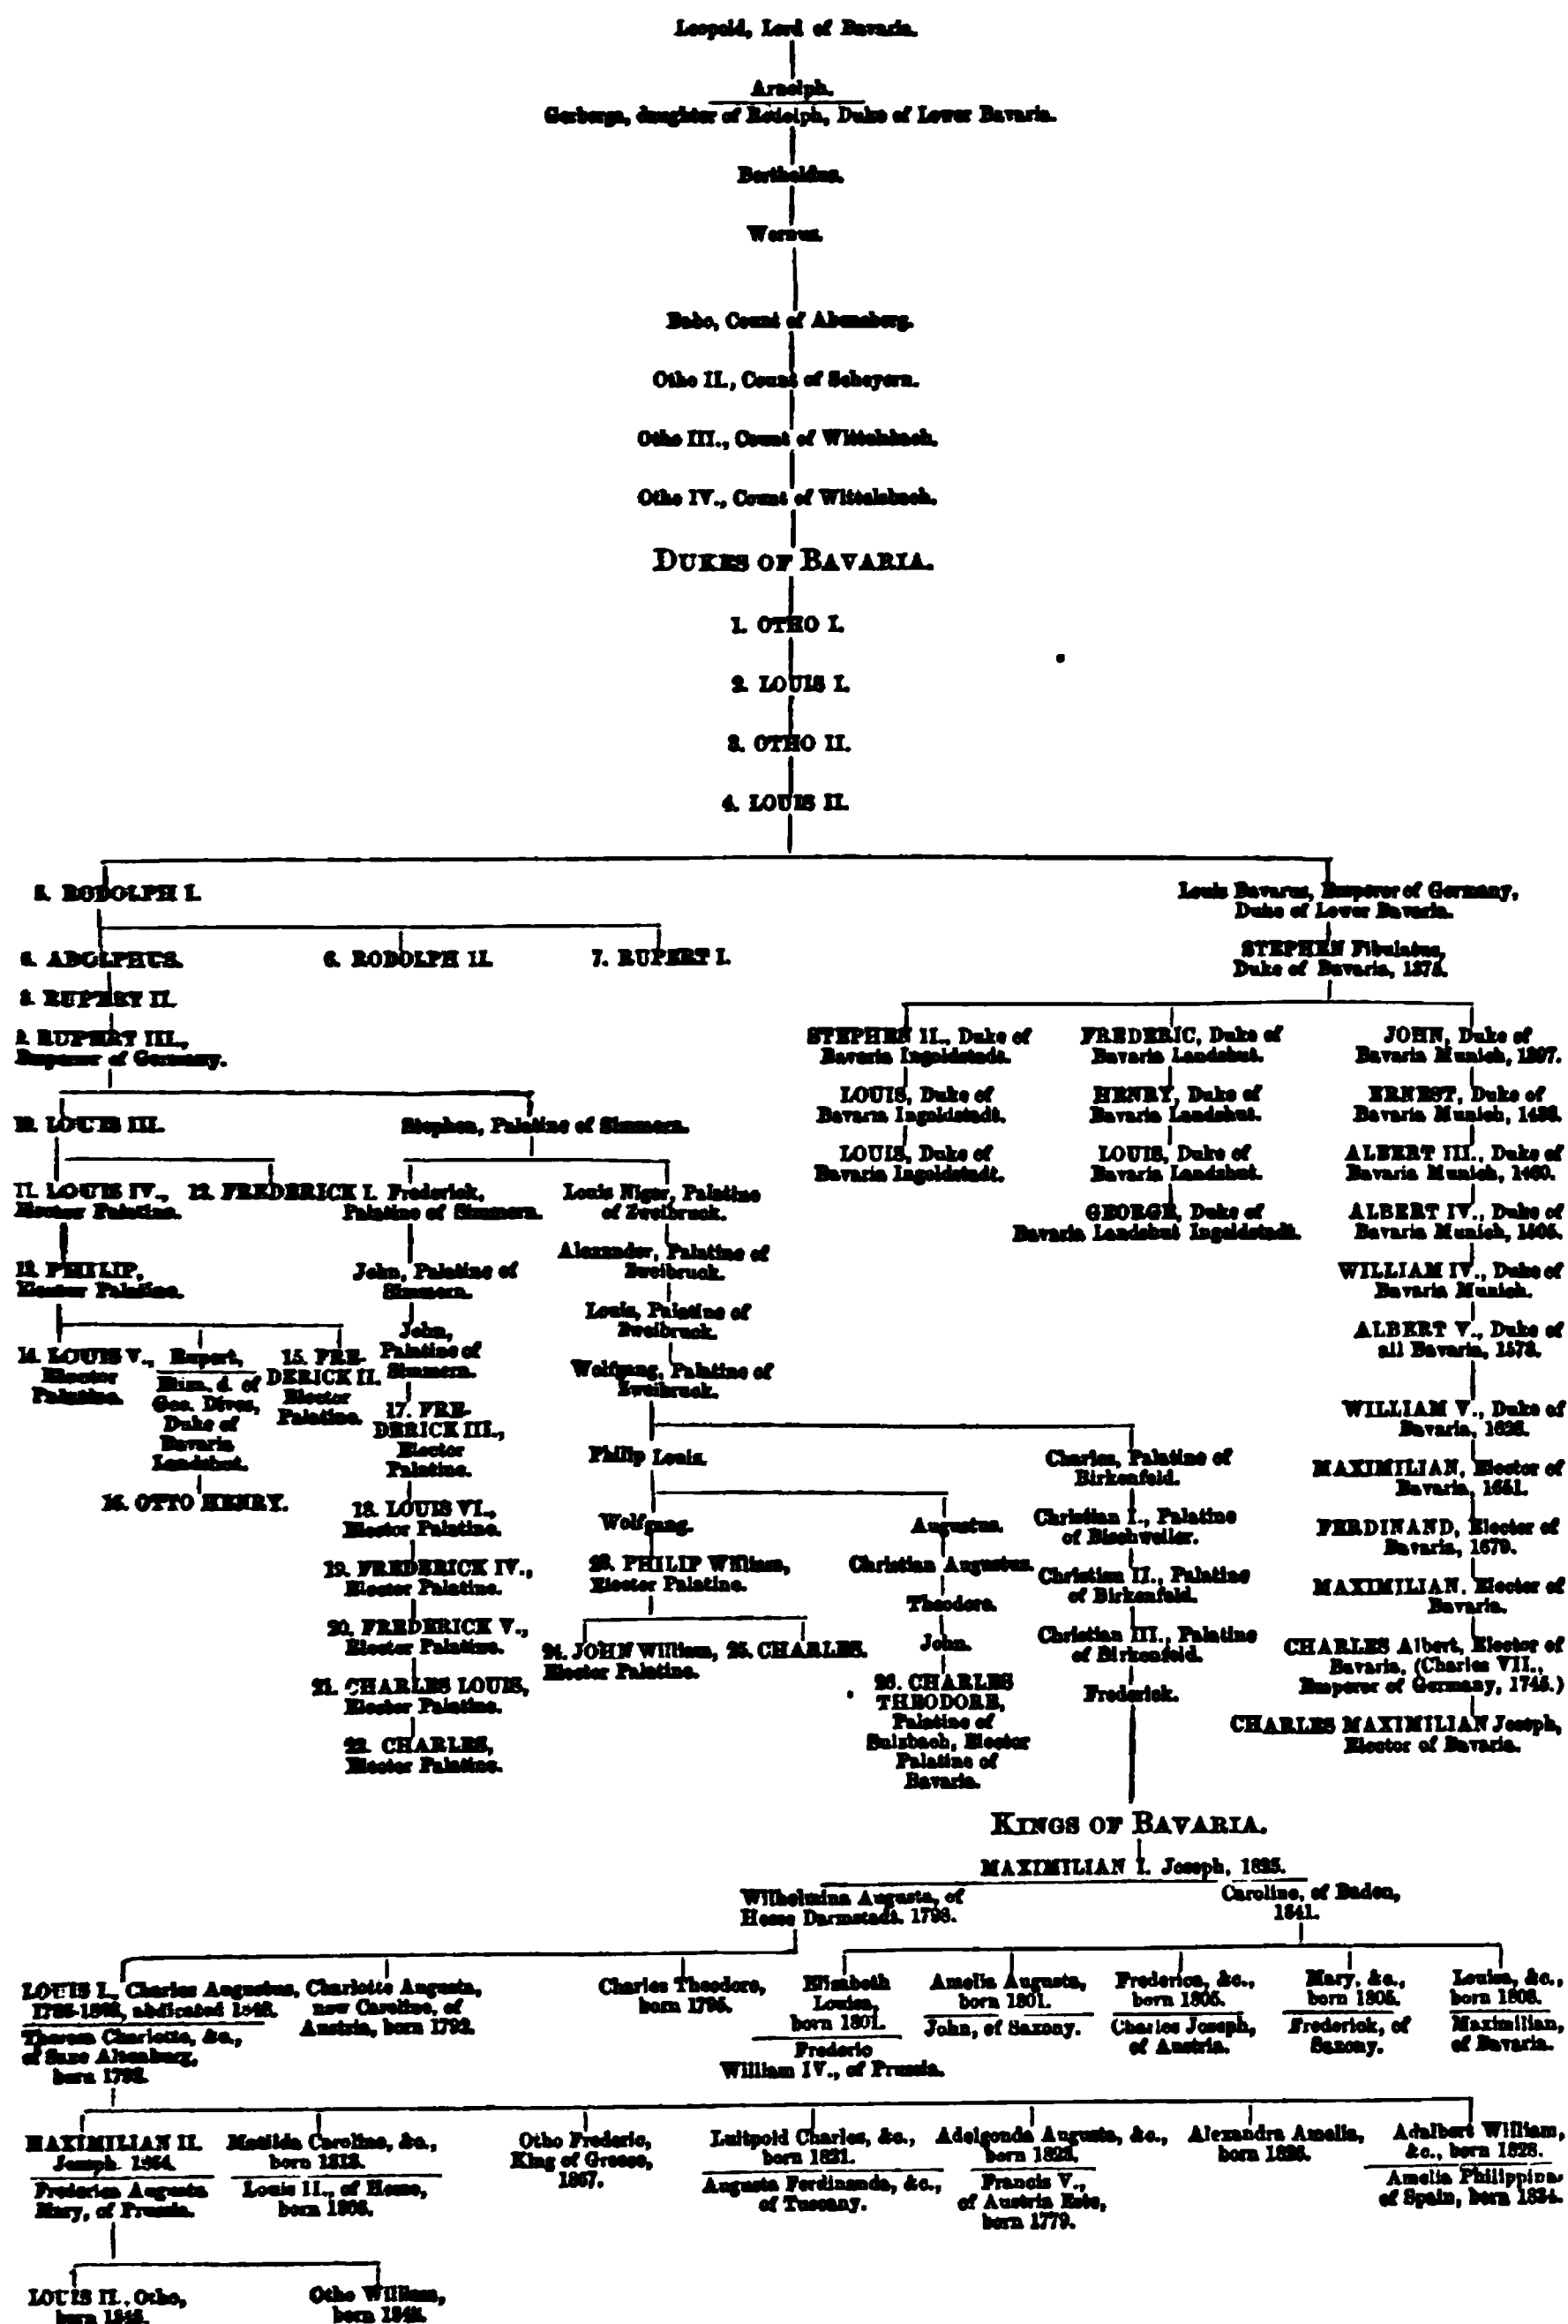 Leopold, Lord of Bavaria.
Arnolph.
Gerberga, daughter of Rodolph, Duke of Lower Bavaria.
Bertholdus.
Wernus.
Babo, Count of Abensberg.
Otho II., Count of Scheyern.
Otho III., Count of Wittelsbach.
Otho IV., Count of Wittelsbach.
DUKES OF BAVARIA.
1. OTHO I.
2. LOUIS I.
3. OTHO II.
4. LOUIS II.
5. RODOLPH I.
Louis Bavarus, Emperor of Germany,
Duke of Lower Bavaria.
ADOLPHUS.
6. RODOLPH II.
7. RUPERT I.
STEPHEN Fibulatus,
Duke of Bavaria, 1375.
8. RUPERT II.
9. RUPERT III.,
Emperor of Germany.
STEPHEN II., Duke of
Bavaria Ingoldstadt.
FREDERIC, Duke of
Bavaria Landshut.
JOHN, Duke of
Bavaria Munich, 1397.
LOUIS, Duke of
Bavaria Ingoldstadt.
HENRY, Duke of
Bavaria Landshut.
ERNEST, Duke of
Bavaria Munich, 1438.
10. LOUIS III.
Stephen, Palatine of Simmern.
LOUIS, Duke of
Bavaria Ingoldstadt.
LOUIS, Duke of
Bavaria Landshut.
ALBERT III., Duke of
Bavaria Munich, 1460.
11. LOUIS IV.,
Elector Palatine.
12. FREDERICK I.
Frederick,
Palatine of Simmern.
Louis Niger, Palatine
of Zweibruck.
GEORGE, Duke of
Bavaria Landshut Ingoldstadt.
ALBERT IV., Duke of
Bavaria Munich, 1508.
13. PHILIP,
Elector Palatine.
John, Palatine of
Simmern.
Alexander, Palatine of
Zweibruck.
WILLIAM IV., Duke of
Bavaria Munich.
Louis, Palatine of
Zweibruck.
14. LOUIS V.,
Elector
Palatine.
Rupert,
Eliza. d. of
Geo. Dives,
Duke of
Bavaria
Landshut.
15. FRE-
DERICK II.
Elector
Palatine.
John,
Palatine of
Simmern.
Wolfgang, Palatine of
Zweibruck.
ALBERT V., Duke of
all Bavaria, 1579.
16. OTTO HENRY.
17. FRE-
DERICK III.,
Elector
Palatine.
Philip Louis.
Charles, Palatine of
Birkenfeld.
WILLIAM V., Duke of
Bavaria, 1626.
MAXIMILIAN, Elector of
Bavaria, 1651.
18. LOUIS VI.,
Elector Palatine.
Wolfgang.
Augustus.
Christian I., Palatine
of Bischweiler.
FERDINAND, Elector of
Bavaria, 1679.
19. FREDERICK IV.,
Elector Palatine.
23. PHILIP William,
Elector Palatine.
Christian Augustus.
Christian II., Palatine
of Birkenfeld.
MAXIMILIAN, Elector of
Bavaria.
Theodore.
20. FREDERICK V.,
Elector Palatine.
24. JOHN William,
Elector Palatine.
25. CHARLES.
John.
Christian III., Palatine
of Birkenfeld.
CHARLES Albert, Elector of
Bavaria, (Charles VII.,
Emperor of Germany, 1745.)
21. CHARLES LOUIS,
Elector Palatine.
26. CHARLES
THEODORE,
Palatine of
Sulzbach, Elector
Palatine of
Bavaria.
Frederick.
CHARLES MAXIMILIAN Joseph,
Elector of Bavaria.
22. CHARLES,
Elector Palatine.
KINGS OF BAVARIA.
MAXIMILIAN I. Joseph, 1825.
Wilhelmina Augusta, of
Hesse Darmstadt. 1796.
Caroline, of Baden,
1841.
LOUIS I., Charles Augustus,
abdicated 1848.
Theresa Charlotte, &c.,
of Saxe Altenburg,
born 1792.
Charlotte Augusta,
now Caroline, of
Austria, born 1792.
Charles Theodore,
born 1795.
Elizabeth
Louisa,
born 1801.
Frederic
William IV., of Prussia.
Amelia Augusta,
born 1801.
John, of Saxony.
Frederica, &c.,
born 1805.
Charles Joseph,
of Austria.
Mary, &c.,
born 1805.
Frederick, of
Saxony.
Louisa, &c.,
born 1808.
Maximilian,
of Bavaria.
MAXIMILIAN II.
Joseph. 1864.
Frederica Augusta
Mary, of Prussia.
Matilda Caroline, &c.,
born 1813.
Louis II., of Hesse,
born 1806.
Otho Frederic,
King of Greece,
1867.
Luitpold Charles, &c.,
born 1821.
Augusta Ferdinanda, &c.,
of Tuscany.
Adelgonda Augusta, &c.,
born 1823.
Francis V.,
of Austria Este,
born 1779.
Alexandra Amelia,
born 1826.
Adalbert William,
&c., born 1828.
Amelia Philippina
of Spain, born 1834.
LOUIS II., Otho,
born 1845.
Otho William,
born 1848.